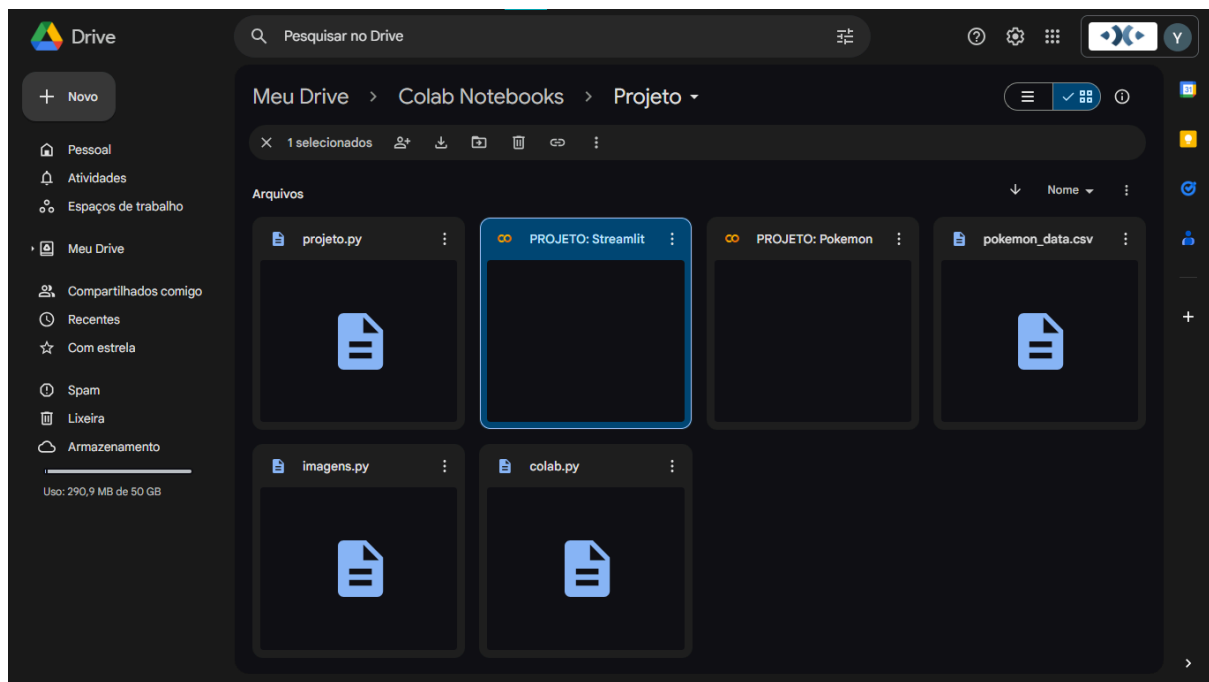 Drive
Pesquisar no Drive
Y
Novo
Pessoal
Atividades
Espaços de trabalho
Meu Drive
Compartilhados comigo
Recentes
Com estrela
Spam
Lixeira
Armazenamento
Uso: 290,9 MB de 50 GB
Meu Drive > Colab Notebooks > Projeto
1 selecionados
Arquivos
Nome
projeto.py
PROJETO: Streamlit
PROJETO: Pokemon
pokemon_data.csv
imagens.py
colab.py
31